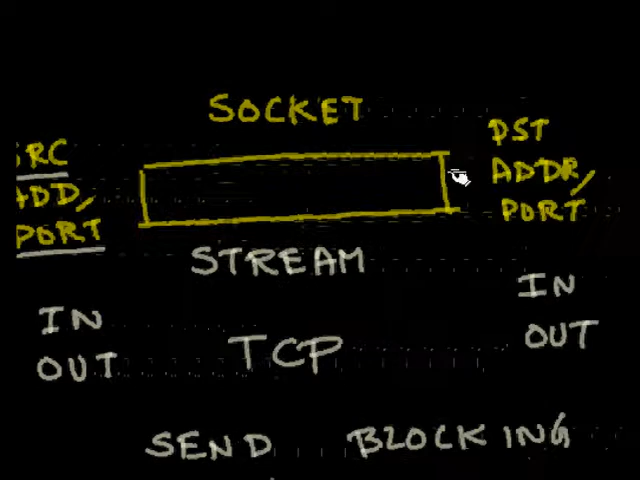 SOCKET
SRC
ADD/
PORT
DST
ADDR/
PORT
STREAM
IN
OUT
TCP
IN
OUT
SEND BLOCKING